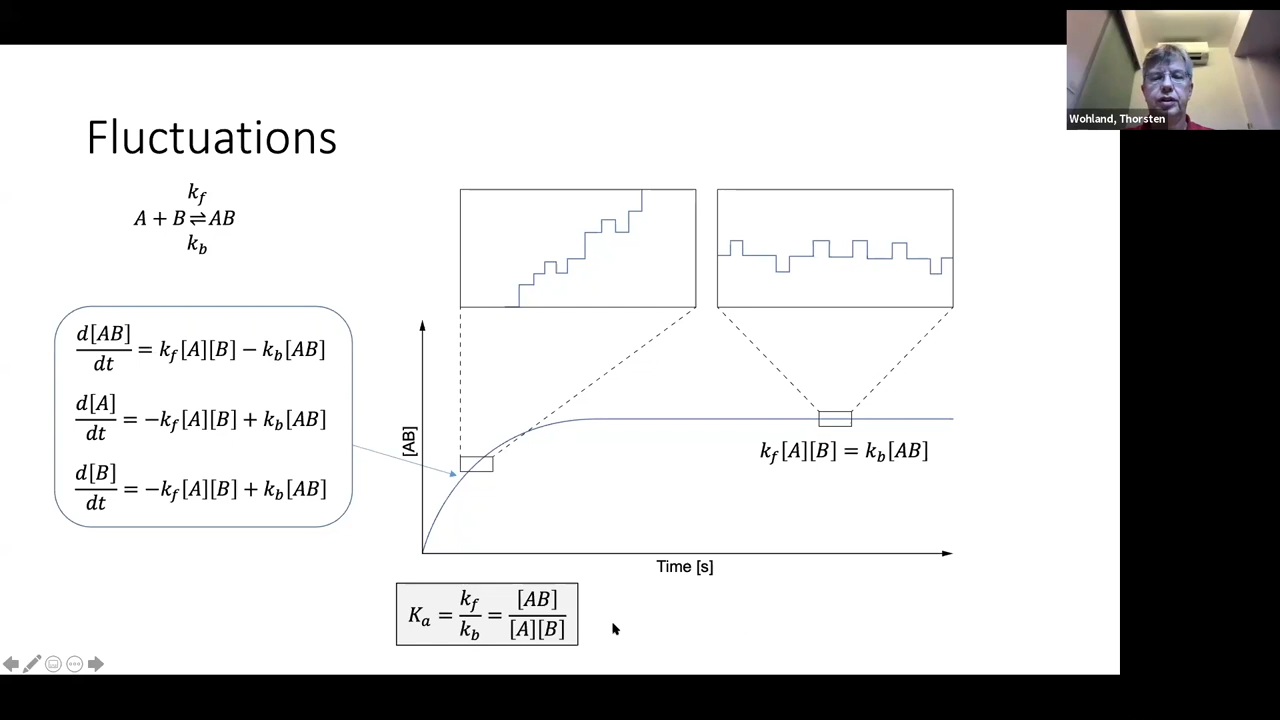 Wohland, Thorsten
Fluctuations
k_f
A + B ⇌ AB
k_b
d[AB]/dt = k_f[A][B] − k_b[AB]
d[A]/dt = −k_f[A][B] + k_b[AB]
d[B]/dt = −k_f[A][B] + k_b[AB]
[AB]
k_f[A][B] = k_b[AB]
Time [s]
K_a = k_f/k_b = [AB]/[A][B]